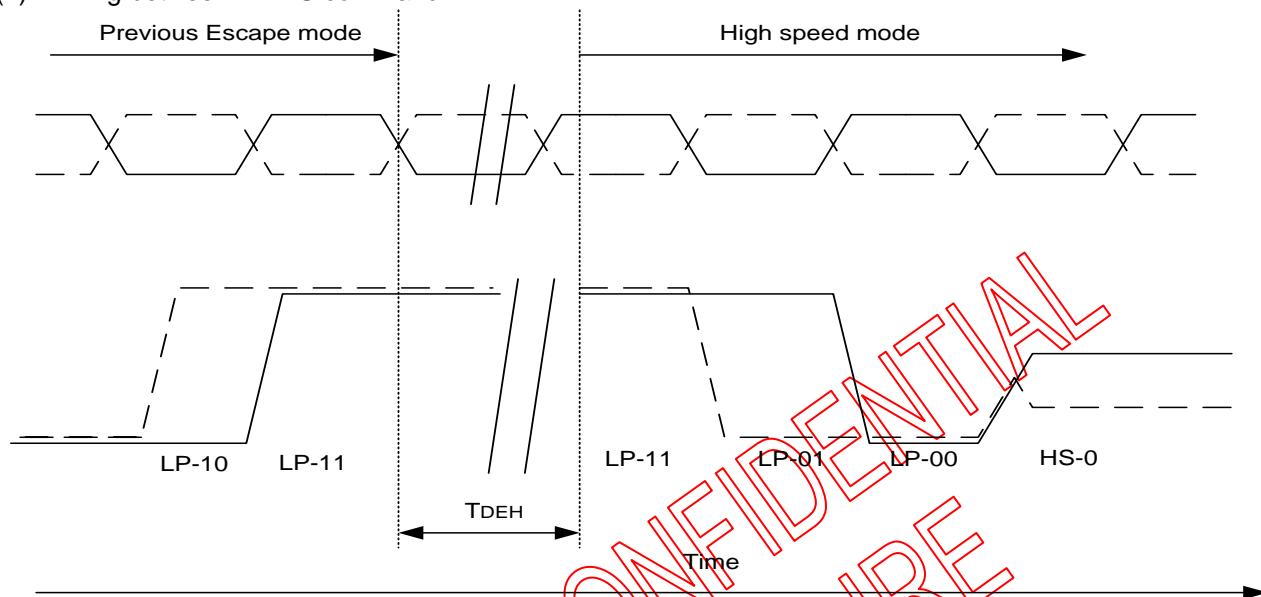 Previous Escape mode
High speed mode
LP-10
LP-11
LP-11
LP-01
LP-00
HS-0
TDEH
Time
CONFIDENTIAL